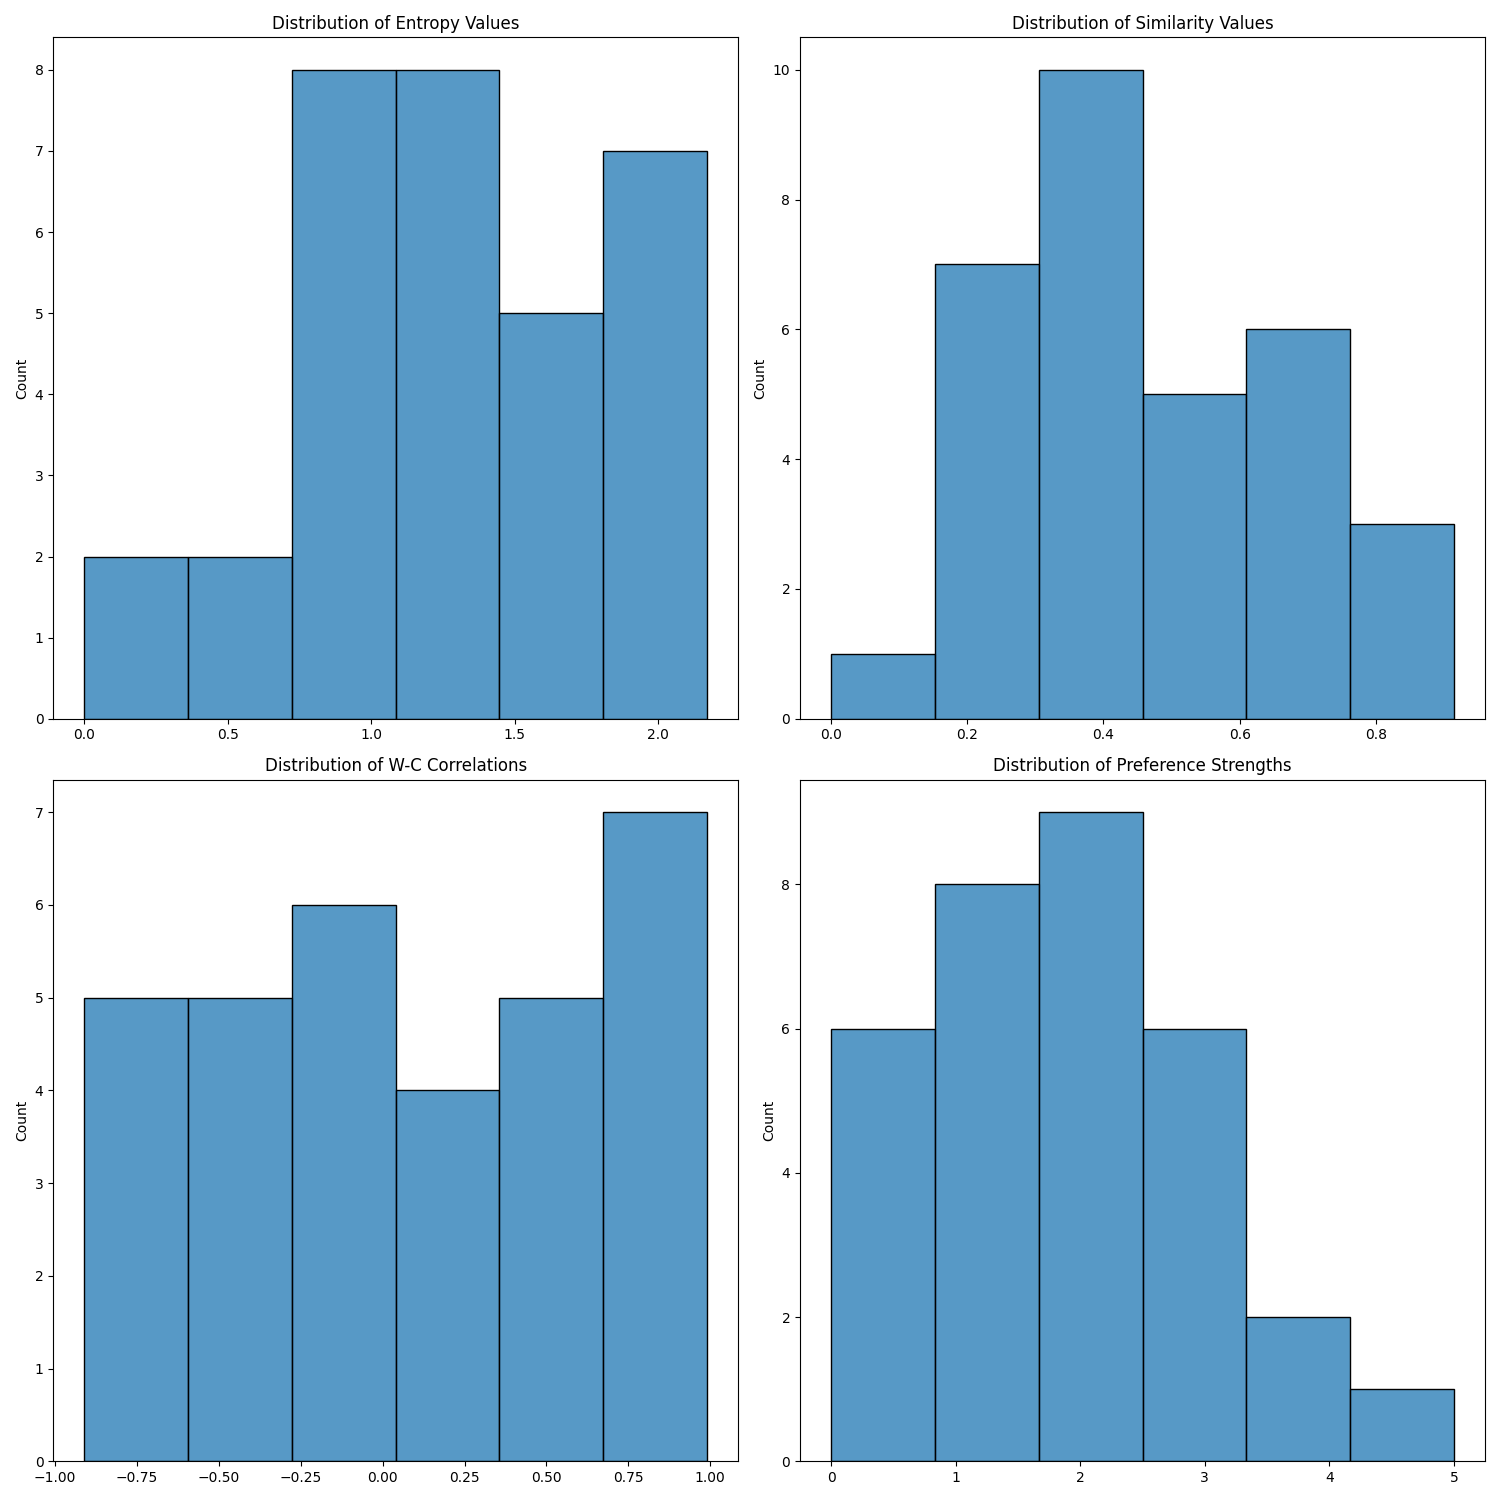 Distribution of Entropy Values
Count
8
7
6
5
4
3
2
1
0
0.0 0.5 1.0 1.5 2.0
Distribution of Similarity Values
Count
10
8
6
4
2
0
0.0 0.2 0.4 0.6 0.8
Distribution of W-C Correlations
Count
7
6
5
4
3
2
1
0
−1.00 −0.75 −0.50 −0.25 0.00 0.25 0.50 0.75 1.00
Distribution of Preference Strengths
Count
8
6
4
2
0
0 1 2 3 4 5